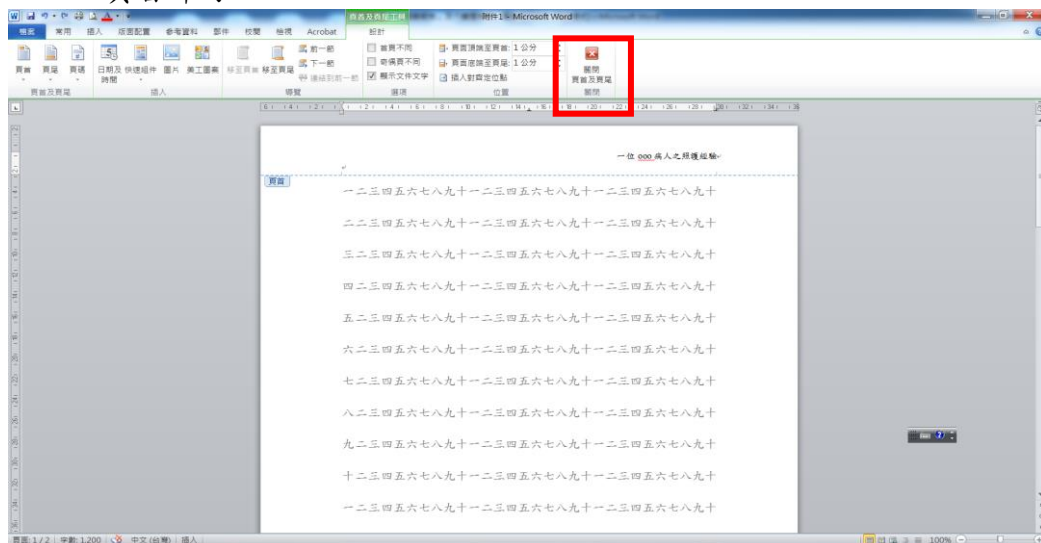 頁首及頁尾工具 附件1 - Microsoft Word
檔案 常用 插入 版面配置 參考資料 郵件 校閱 檢視 Acrobat 設計
頁首 頁尾 頁碼 日期及時間 快速組件 圖片 美工圖案 移至頁首 移至頁尾 前一節 下一節 連結到前一節
首頁不同 奇偶頁不同 顯示文件文字
頁首頂端至頁首: 1 公分
頁面底端至頁尾: 1 公分
插入對齊定位點
關閉頁首及頁尾
頁首及頁尾 插入 導覽 選項 位置 關閉
一位 ooo 病人之照護經驗
頁首
一二三四五六七八九十一二三四五六七八九十一二三四五六七八九十
二二三四五六七八九十一二三四五六七八九十一二三四五六七八九十
三二三四五六七八九十一二三四五六七八九十一二三四五六七八九十
四二三四五六七八九十一二三四五六七八九十一二三四五六七八九十
五二三四五六七八九十一二三四五六七八九十一二三四五六七八九十
六二三四五六七八九十一二三四五六七八九十一二三四五六七八九十
七二三四五六七八九十一二三四五六七八九十一二三四五六七八九十
八二三四五六七八九十一二三四五六七八九十一二三四五六七八九十
九二三四五六七八九十一二三四五六七八九十一二三四五六七八九十
十二三四五六七八九十一二三四五六七八九十一二三四五六七八九十
一二三四五六七八九十一二三四五六七八九十一二三四五六七八九十
頁面: 1/2 字數: 1,200 中文 (台灣) 插入 100%